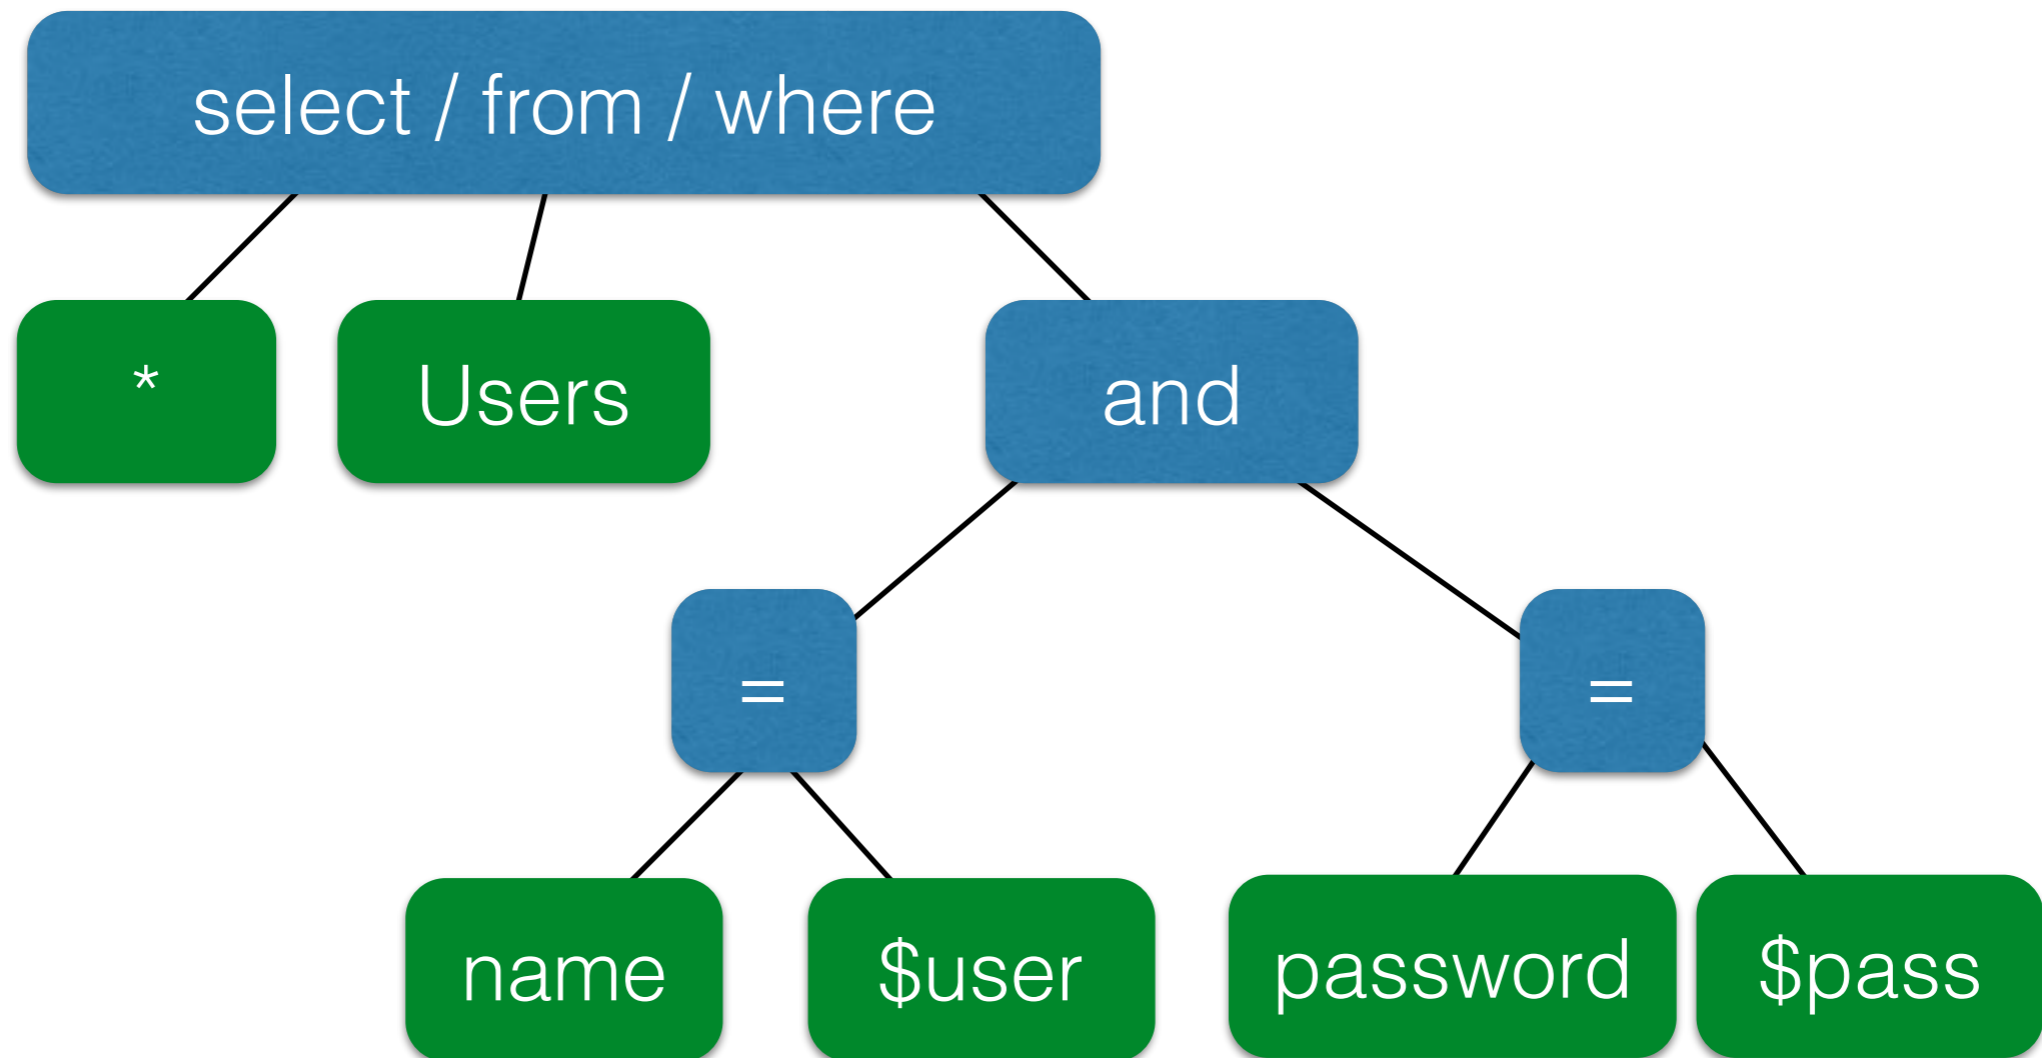 select / from / where
*
Users
and
=
=
name
$user
password
$pass